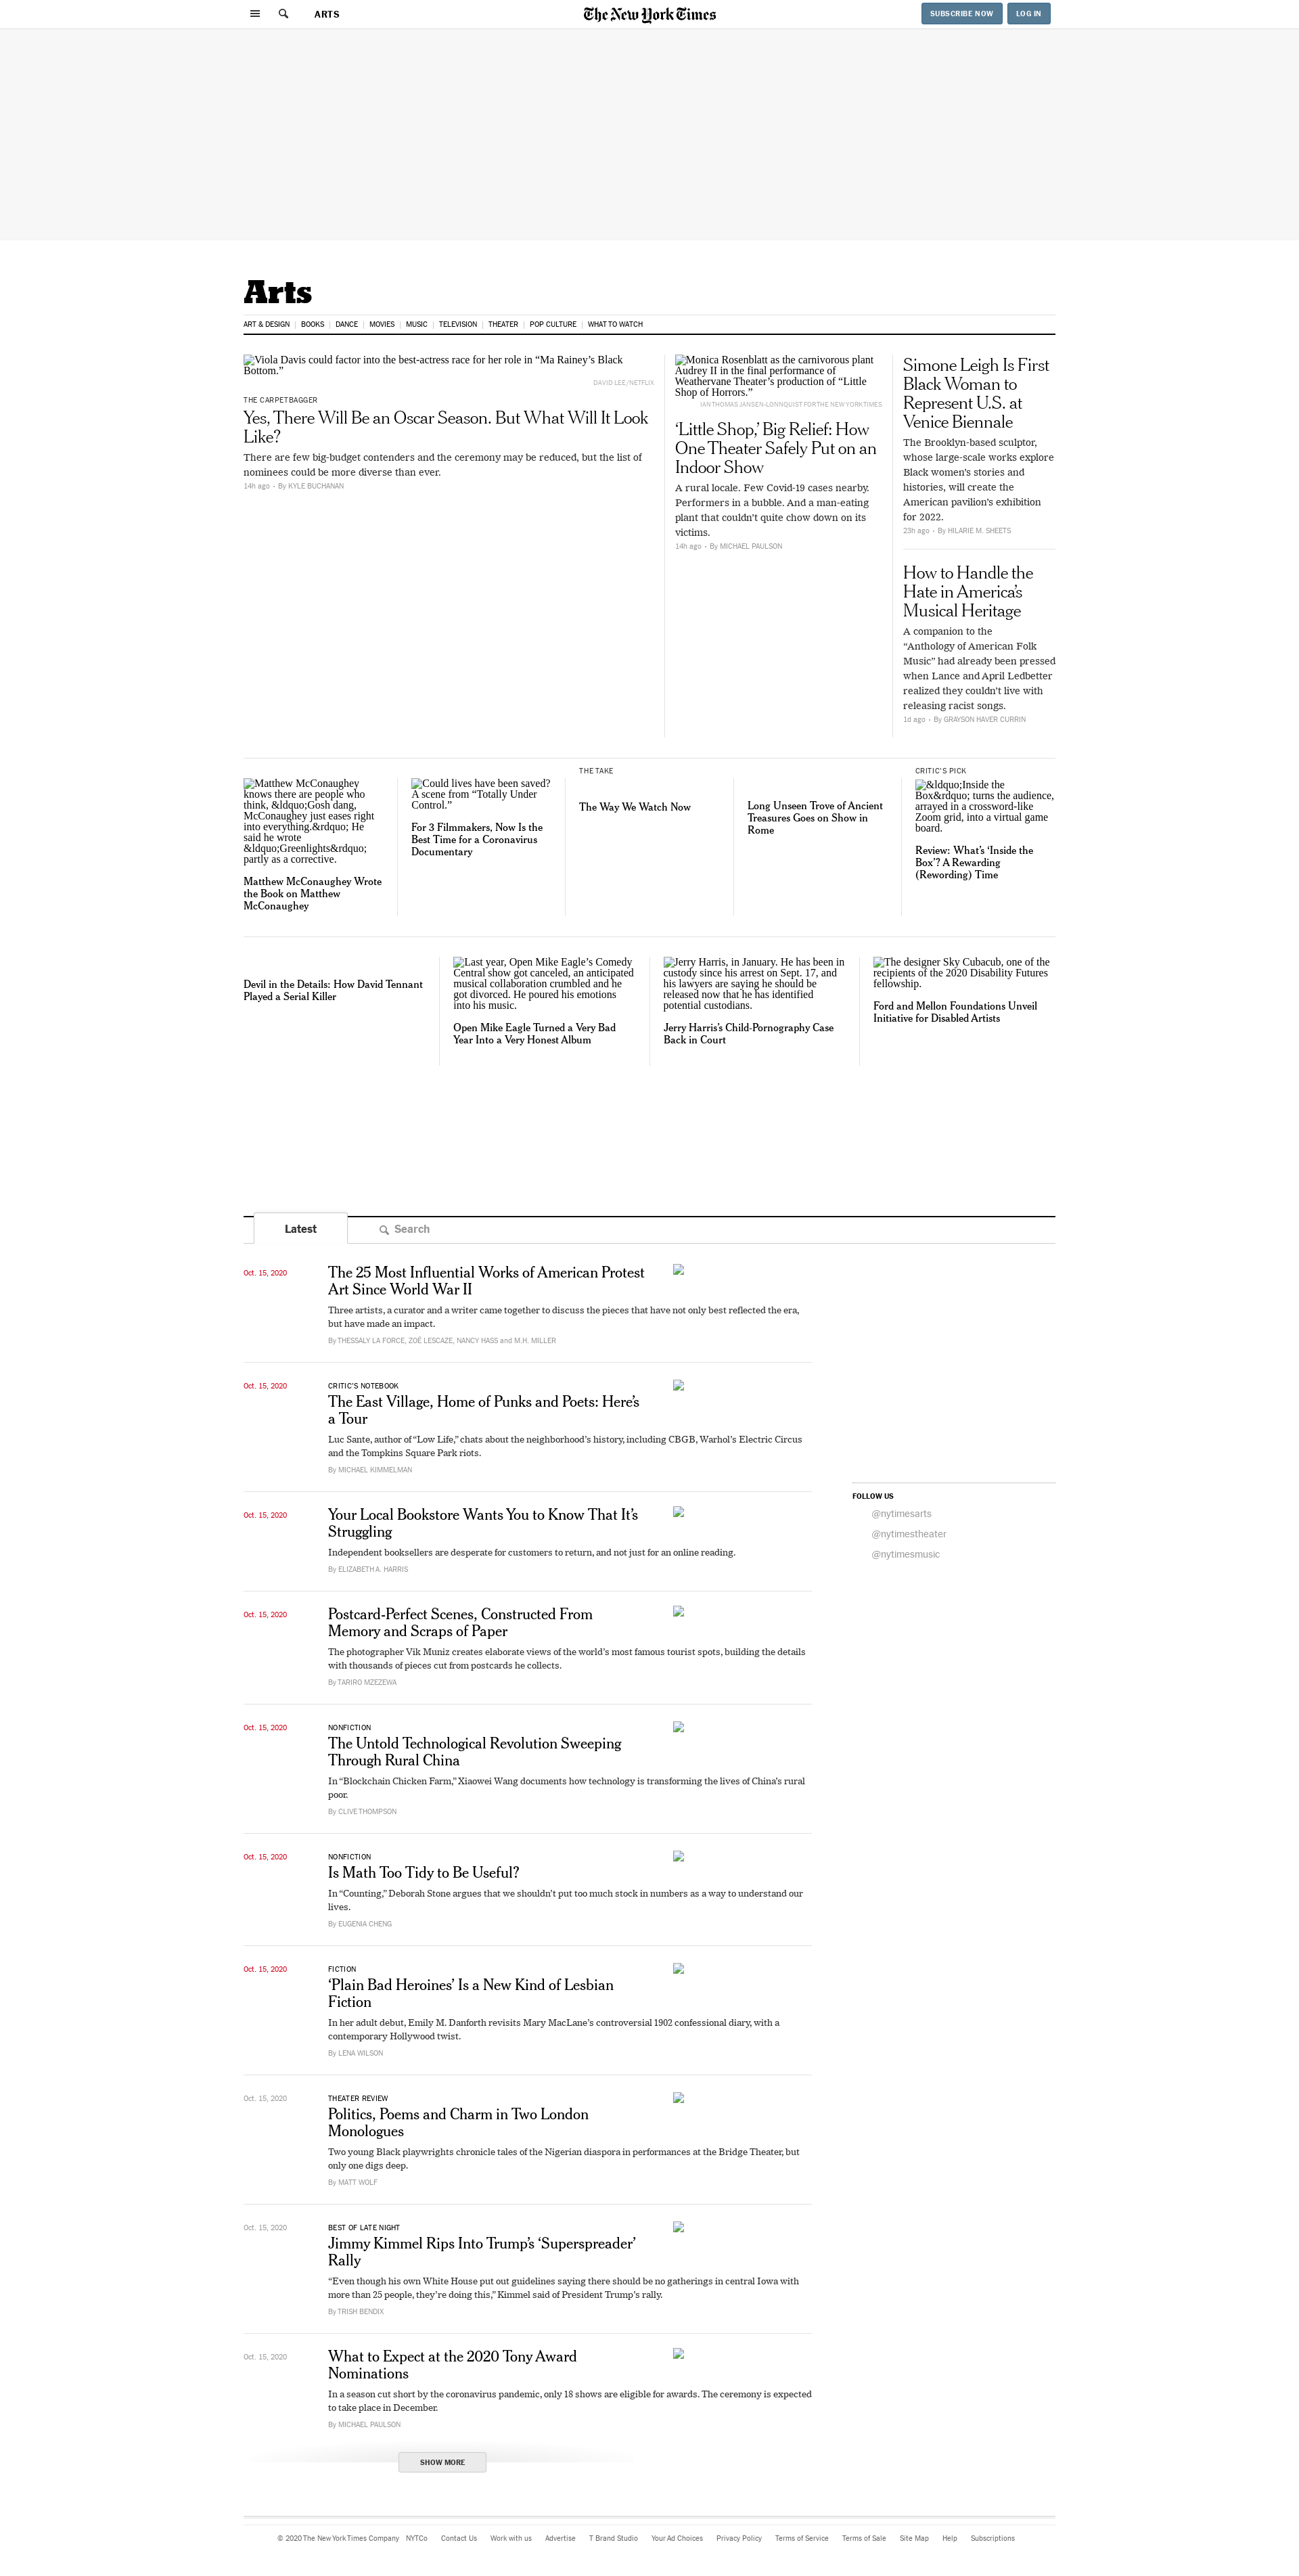 ARTS
The New York Times
SUBSCRIBE NOW
LOG IN
Arts
ART & DESIGN
BOOKS
DANCE
MOVIES
MUSIC
TELEVISION
THEATER
POP CULTURE
WHAT TO WATCH
Viola Davis could factor into the best-actress race for her role in “Ma Rainey’s Black
Bottom.”
DAVID LEE/NETFLIX
THE CARPETBAGGER
Yes, There Will Be an Oscar Season. But What Will It Look
Like?
There are few big-budget contenders and the ceremony may be reduced, but the list of
nominees could be more diverse than ever.
14h ago • By KYLE BUCHANAN
Monica Rosenblatt as the carnivorous plant
Audrey II in the final performance of
Weathervane Theater’s production of “Little
Shop of Horrors.”
IAN THOMAS JANSEN-LONNQUIST FOR THE NEW YORK TIMES
‘Little Shop,’ Big Relief: How
One Theater Safely Put on an
Indoor Show
A rural locale. Few Covid-19 cases nearby.
Performers in a bubble. And a man-eating
plant that couldn’t quite chow down on its
victims.
14h ago • By MICHAEL PAULSON
Simone Leigh Is First
Black Woman to
Represent U.S. at
Venice Biennale
The Brooklyn-based sculptor,
whose large-scale works explore
Black women’s stories and
histories, will create the
American pavilion’s exhibition
for 2022.
23h ago • By HILARIE M. SHEETS
How to Handle the
Hate in America’s
Musical Heritage
A companion to the
“Anthology of American Folk
Music” had already been pressed
when Lance and April Ledbetter
realized they couldn’t live with
releasing racist songs.
1d ago • By GRAYSON HAVER CURRIN
Matthew McConaughey
knows there are people who
think, &ldquo;Gosh dang,
McConaughey just eases right
into everything.&rdquo; He
said he wrote
&ldquo;Greenlights&rdquo;
partly as a corrective.
Matthew McConaughey Wrote
the Book on Matthew
McConaughey
Could lives have been saved?
A scene from “Totally Under
Control.”
For 3 Filmmakers, Now Is the
Best Time for a Coronavirus
Documentary
THE TAKE
The Way We Watch Now
Long Unseen Trove of Ancient
Treasures Goes on Show in
Rome
CRITIC’S PICK
&ldquo;Inside the
Box&rdquo; turns the audience,
arrayed in a crossword-like
Zoom grid, into a virtual game
board.
Review: What’s ‘Inside the
Box’? A Rewarding
(Rewording) Time
Devil in the Details: How David Tennant
Played a Serial Killer
Last year, Open Mike Eagle’s Comedy
Central show got canceled, an anticipated
musical collaboration crumbled and he
got divorced. He poured his emotions
into his music.
Open Mike Eagle Turned a Very Bad
Year Into a Very Honest Album
Jerry Harris, in January. He has been in
custody since his arrest on Sept. 17, and
his lawyers are saying he should be
released now that he has identified
potential custodians.
Jerry Harris’s Child-Pornography Case
Back in Court
The designer Sky Cubacub, one of the
recipients of the 2020 Disability Futures
fellowship.
Ford and Mellon Foundations Unveil
Initiative for Disabled Artists
Latest
Search
Oct. 15, 2020
The 25 Most Influential Works of American Protest
Art Since World War II
Three artists, a curator and a writer came together to discuss the pieces that have not only best reflected the era,
but have made an impact.
By THESSALY LA FORCE, ZOË LESCAZE, NANCY HASS and M.H. MILLER
Oct. 15, 2020
CRITIC’S NOTEBOOK
The East Village, Home of Punks and Poets: Here’s
a Tour
Luc Sante, author of “Low Life,” chats about the neighborhood’s history, including CBGB, Warhol’s Electric Circus
and the Tompkins Square Park riots.
By MICHAEL KIMMELMAN
Oct. 15, 2020
Your Local Bookstore Wants You to Know That It’s
Struggling
Independent booksellers are desperate for customers to return, and not just for an online reading.
By ELIZABETH A. HARRIS
Oct. 15, 2020
Postcard-Perfect Scenes, Constructed From
Memory and Scraps of Paper
The photographer Vik Muniz creates elaborate views of the world’s most famous tourist spots, building the details
with thousands of pieces cut from postcards he collects.
By TARIRO MZEZEWA
Oct. 15, 2020
NONFICTION
The Untold Technological Revolution Sweeping
Through Rural China
In “Blockchain Chicken Farm,” Xiaowei Wang documents how technology is transforming the lives of China’s rural
poor.
By CLIVE THOMPSON
Oct. 15, 2020
NONFICTION
Is Math Too Tidy to Be Useful?
In “Counting,” Deborah Stone argues that we shouldn’t put too much stock in numbers as a way to understand our
lives.
By EUGENIA CHENG
Oct. 15, 2020
FICTION
‘Plain Bad Heroines’ Is a New Kind of Lesbian
Fiction
In her adult debut, Emily M. Danforth revisits Mary MacLane’s controversial 1902 confessional diary, with a
contemporary Hollywood twist.
By LENA WILSON
Oct. 15, 2020
THEATER REVIEW
Politics, Poems and Charm in Two London
Monologues
Two young Black playwrights chronicle tales of the Nigerian diaspora in performances at the Bridge Theater, but
only one digs deep.
By MATT WOLF
Oct. 15, 2020
BEST OF LATE NIGHT
Jimmy Kimmel Rips Into Trump’s ‘Superspreader’
Rally
“Even though his own White House put out guidelines saying there should be no gatherings in central Iowa with
more than 25 people, they’re doing this,” Kimmel said of President Trump’s rally.
By TRISH BENDIX
Oct. 15, 2020
What to Expect at the 2020 Tony Award
Nominations
In a season cut short by the coronavirus pandemic, only 18 shows are eligible for awards. The ceremony is expected
to take place in December.
By MICHAEL PAULSON
SHOW MORE
FOLLOW US
@nytimesarts
@nytimestheater
@nytimesmusic
© 2020 The New York Times Company
NYTCo
Contact Us
Work with us
Advertise
T Brand Studio
Your Ad Choices
Privacy Policy
Terms of Service
Terms of Sale
Site Map
Help
Subscriptions